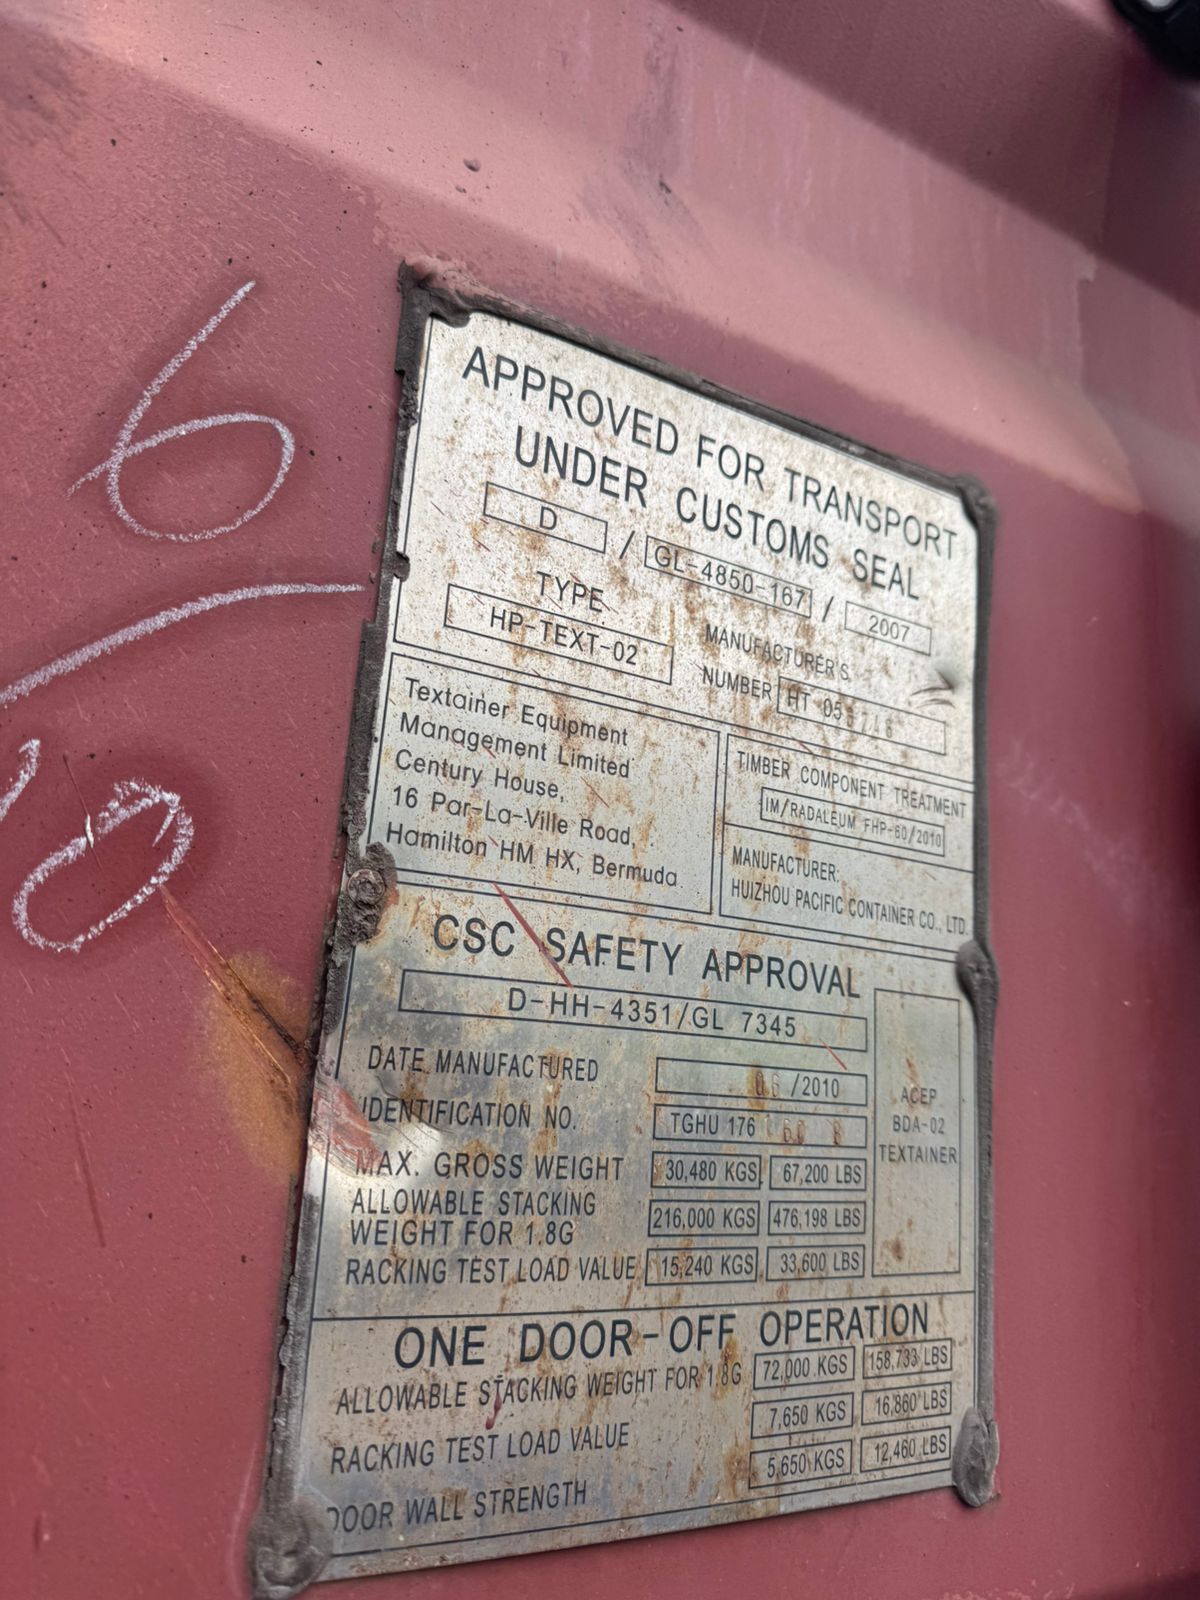 6
10
APPROVED FOR TRANSPORT
UNDER CUSTOMS SEAL
D / GL-4850-167 / 2007
TYPE
HP-TEXT-02
MANUFACTURER'S
NUMBER HT
Textainer Equipment
Management Limited
Century House,
16 Par-La-Ville Road,
Hamilton HM HX, Bermuda
TIMBER COMPONENT TREATMENT
IM/RADALEUM FHP-60/2010
MANUFACTURER:
HUIZHOU PACIFIC CONTAINER CO., LTD.
CSC SAFETY APPROVAL
D-HH-4351/GL 7345
DATE MANUFACTURED 06/2010
IDENTIFICATION NO. TGHU 176
MAX. GROSS WEIGHT 30,480 KGS 67,200 LBS
ALLOWABLE STACKING
WEIGHT FOR 1.8G 216,000 KGS 476,198 LBS
RACKING TEST LOAD VALUE 15,240 KGS 33,600 LBS
ACEP
BDA-02
TEXTAINER
ONE DOOR-OFF OPERATION
ALLOWABLE STACKING WEIGHT FOR 1.8G 72,000 KGS 158,733 LBS
RACKING TEST LOAD VALUE 7,650 KGS 16,860 LBS
DOOR WALL STRENGTH 5,650 KGS 12,460 LBS